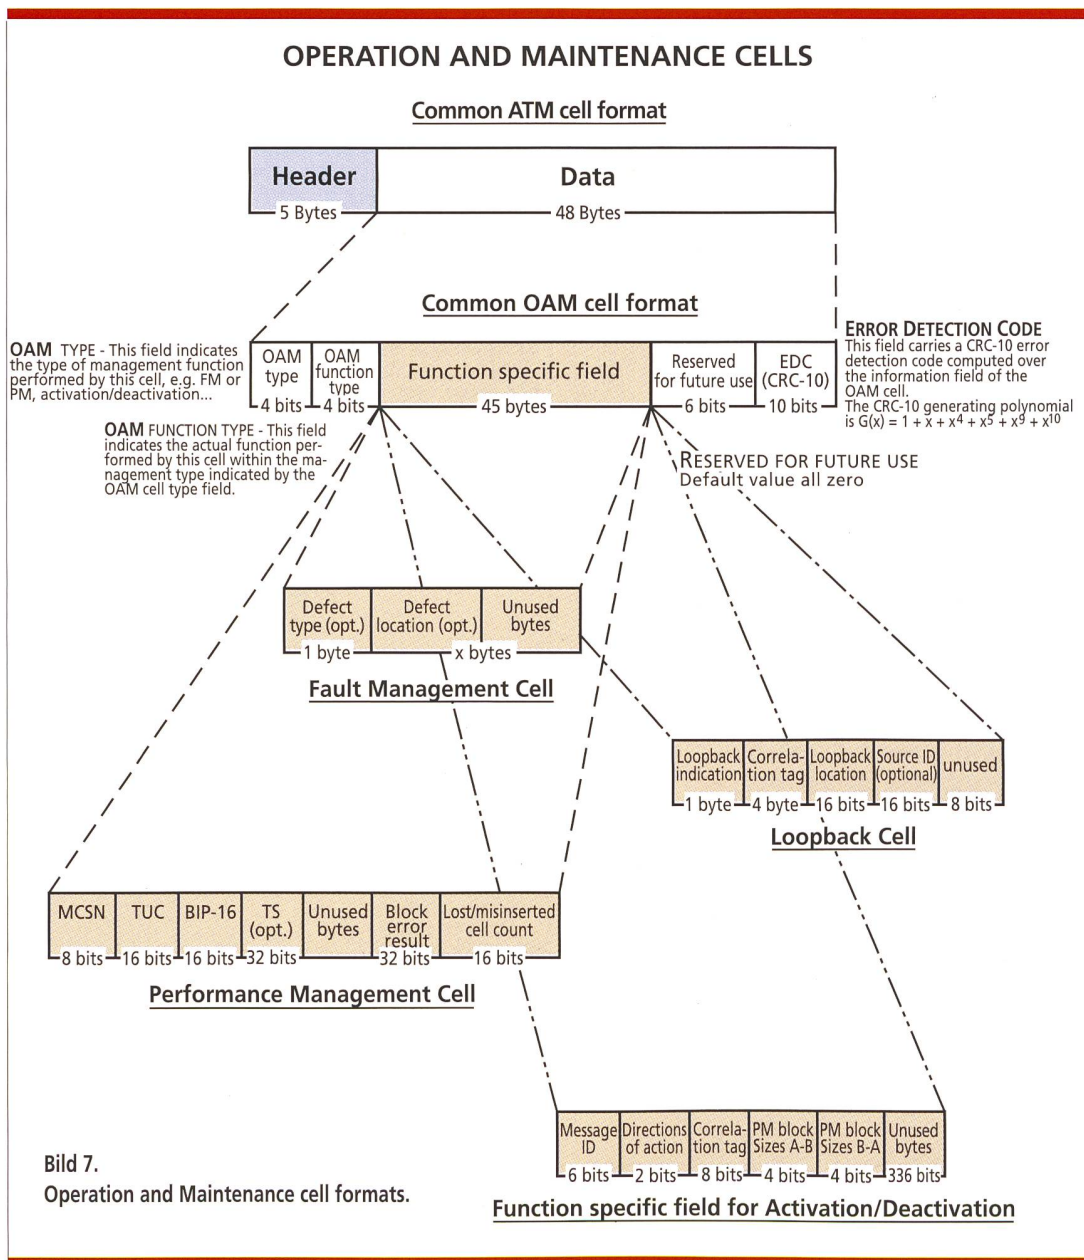 OPERATION AND MAINTENANCE CELLS
Common ATM cell format
Header
Data
5 Bytes
48 Bytes
Common OAM cell format
OAM TYPE - This field indicates
the type of management function
performed by this cell, e.g. FM or
PM, activation/deactivation...
OAM
type
4 bits
OAM
function
type
4 bits
Function specific field
45 bytes
Reserved
for future use
6 bits
EDC
(CRC-10)
10 bits
ERROR DETECTION CODE
This field carries a CRC-10 error
detection code computed over
the information field of the
OAM cell.
The CRC-10 generating polynomial
is G(x) = 1 + x + x4 + x5 + x9 + x10
OAM FUNCTION TYPE - This field
indicates the actual function per-
formed by this cell within the ma-
nagement type indicated by the
OAM cell type field.
RESERVED FOR FUTURE USE
Default value all zero
Defect
type (opt.)
1 byte
Defect
location (opt.)
Unused
bytes
x bytes
Fault Management Cell
Loopback
indication
1 byte
Correla-
tion tag
4 byte
Loopback
location
16 bits
Source ID
(optional)
16 bits
unused
8 bits
Loopback Cell
MCSN
8 bits
TUC
16 bits
BIP-16
16 bits
TS
(opt.)
32 bits
Unused
bytes
Block
error
result
32 bits
Lost/misinserted
cell count
16 bits
Performance Management Cell
Message
ID
6 bits
Directions
of action
2 bits
Correla-
tion tag
8 bits
PM block
Sizes A-B
4 bits
PM block
Sizes B-A
4 bits
Unused
bytes
336 bits
Function specific field for Activation/Deactivation
Bild 7.
Operation and Maintenance cell formats.